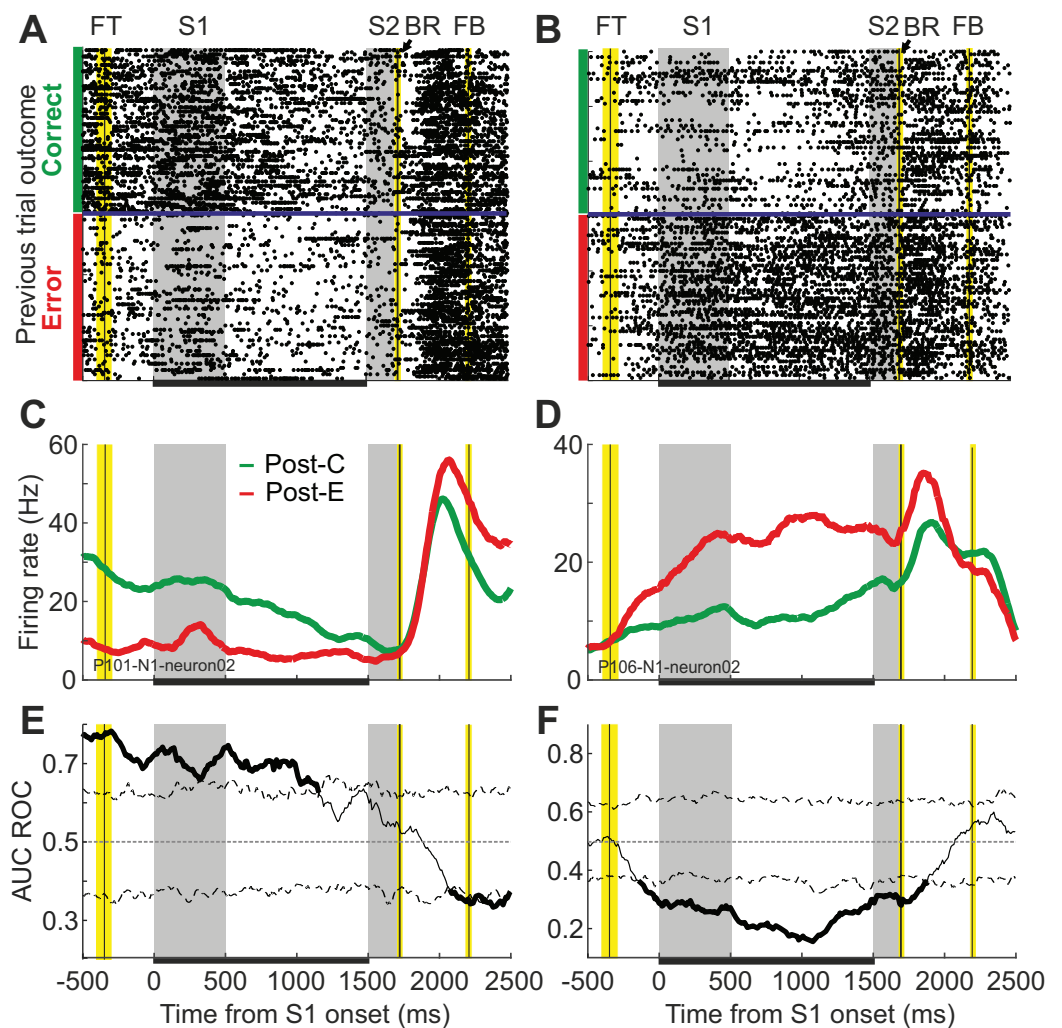 A
FT
S1
S2
BR
FB
B
S2
BR
FB
FT
S1
Previous trial outcome
Correct
Error
C
60
40
20
0
Firing rate (Hz)
Post-C
Post-E
P101-N1-neuron02
D
40
20
0
P106-N1-neuron02
E
0.7
0.5
0.3
AUC ROC
-500
0
500
1000
1500
2000
2500
Time from S1 onset (ms)
F
0.8
0.6
0.4
0.2
-500
0
500
1000
1500
2000
2500
Time from S1 onset (ms)